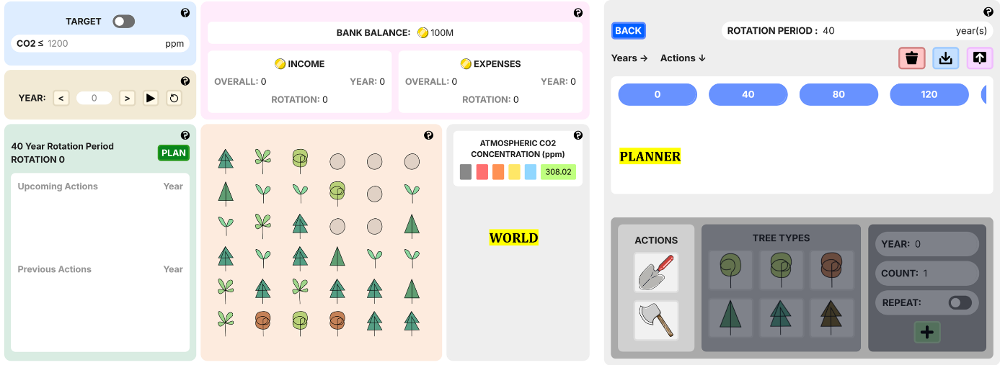 TARGET
CO2 ≤ 1200 ppm
YEAR: < 0 >
40 Year Rotation Period
ROTATION 0
PLAN
Upcoming Actions Year
Previous Actions Year
BANK BALANCE: 100M
INCOME
OVERALL: 0 YEAR: 0
ROTATION: 0
EXPENSES
OVERALL: 0 YEAR: 0
ROTATION: 0
ATMOSPHERIC CO2
CONCENTRATION (ppm)
308.02
WORLD
BACK
ROTATION PERIOD : 40 year(s)
Years → Actions ↓
0 40 80 120
PLANNER
ACTIONS
TREE TYPES
YEAR: 0
COUNT: 1
REPEAT: